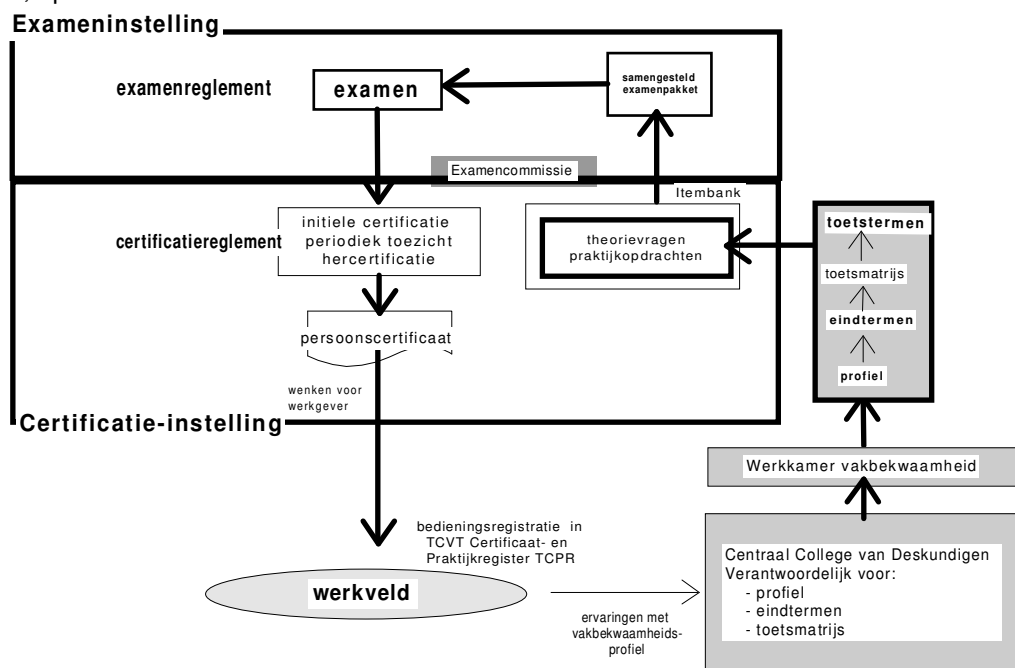 Exameninstelling
examenreglement
examen
samengesteld
examenpakket
Examencommissie
Itembank
certificatiereglement
initiele certificatie
periodiek toezicht
hercertificatie
theorievragen
praktijkopdrachten
toetstermen
toetsmatrijs
eindtermen
profiel
persoonscertificaat
wenken voor
werkgever
Certificatie-instelling
Werkkamer vakbekwaamheid
bedieningsregistratie in
TCVT Certificaat- en
Praktijkregister TCPR
werkveld
ervaringen met
vakbekwaamheids-
profiel
Centraal College van Deskundigen
Verantwoordelijk voor:
- profiel
- eindtermen
- toetsmatrijs